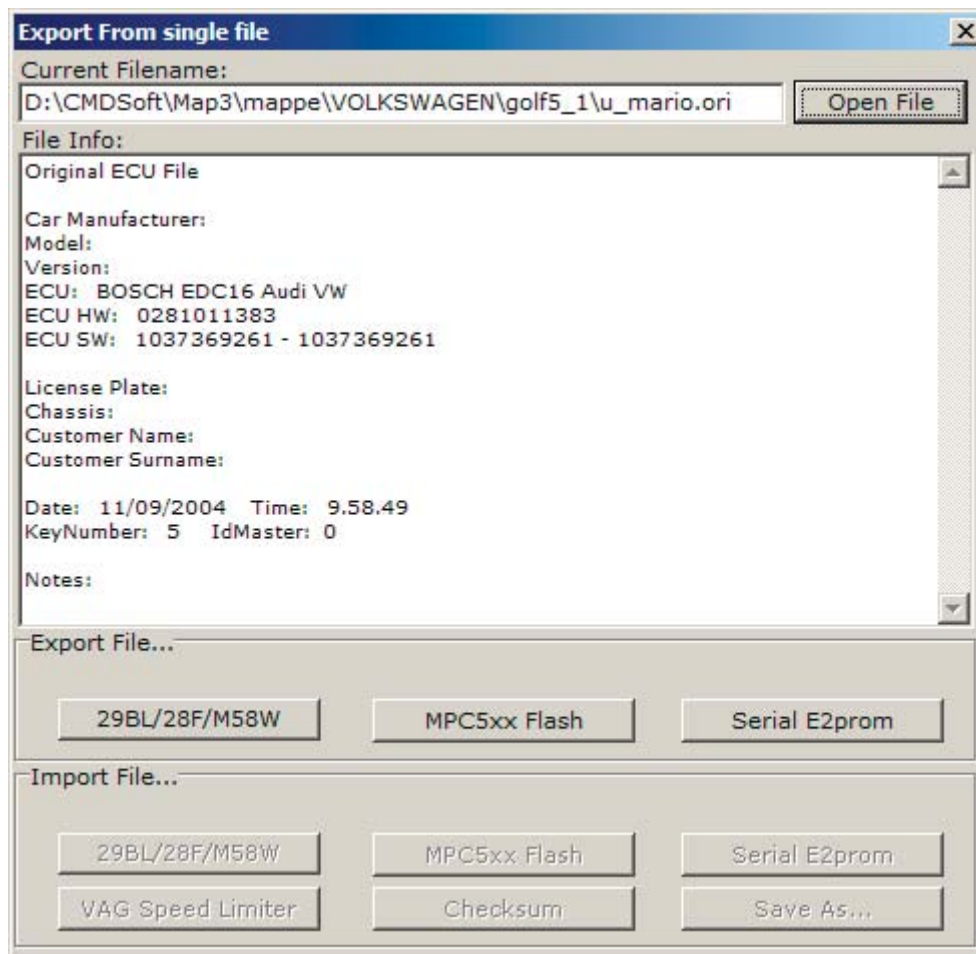 Export From single file
Current Filename:
D:\CMDSoft\Map3\mappe\VOLKSWAGEN\golf5_1\u_mario.ori
Open File
File Info:
Original ECU File
Car Manufacturer:
Model:
Version:
ECU: BOSCH EDC16 Audi VW
ECU HW: 0281011383
ECU SW: 1037369261 - 1037369261
License Plate:
Chassis:
Customer Name:
Customer Surname:
Date: 11/09/2004 Time: 9.58.49
KeyNumber: 5 IdMaster: 0
Notes:
Export File...
29BL/28F/M58W MPC5xx Flash Serial E2prom
Import File...
29BL/28F/M58W MPC5xx Flash Serial E2prom
VAG Speed Limiter Checksum Save As...